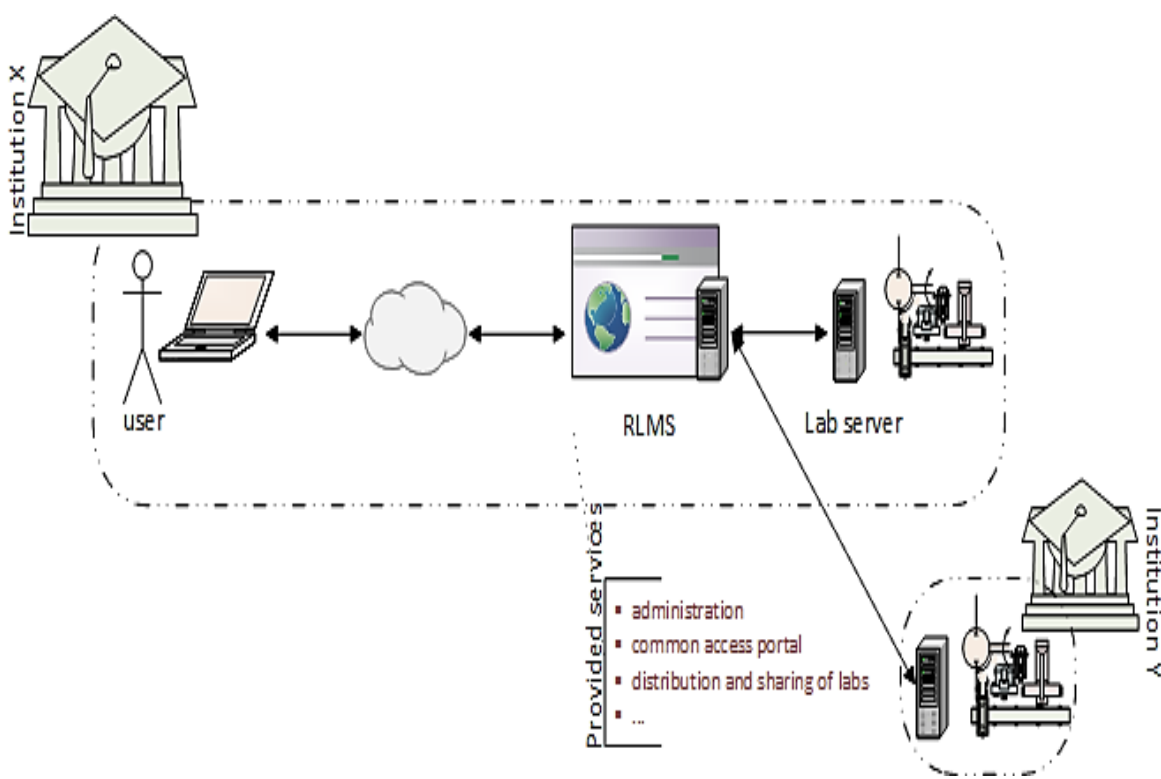 Institution X
user
RLMS
Lab server
Provided services
administration
common access portal
distribution and sharing of labs
...
Institution Y